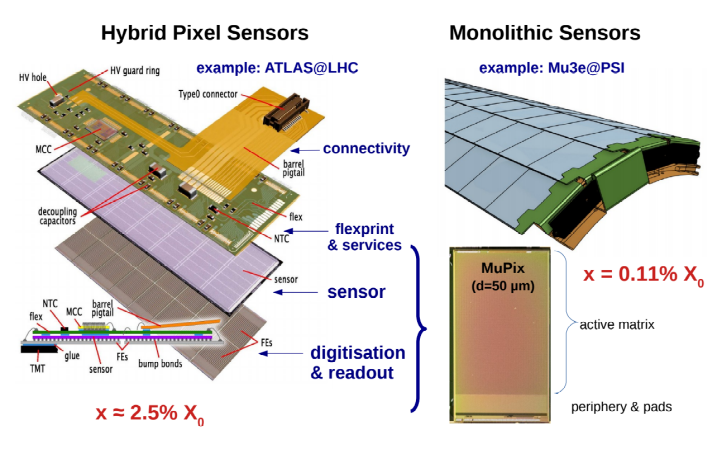 Hybrid Pixel Sensors
example: ATLAS@LHC
HV hole
HV guard ring
Type0 connector
MCC
connectivity
barrel
pigtail
decoupling
capacitors
flex
NTC
flexprint
& services
sensor
sensor
NTC
MCC
barrel
pigtail
flex
FEs
glue
TMT
sensor
FEs
bump bonds
digitisation
& readout
x ≈ 2.5% X₀
Monolithic Sensors
example: Mu3e@PSI
MuPix
(d=50 µm)
x = 0.11% X₀
active matrix
periphery & pads